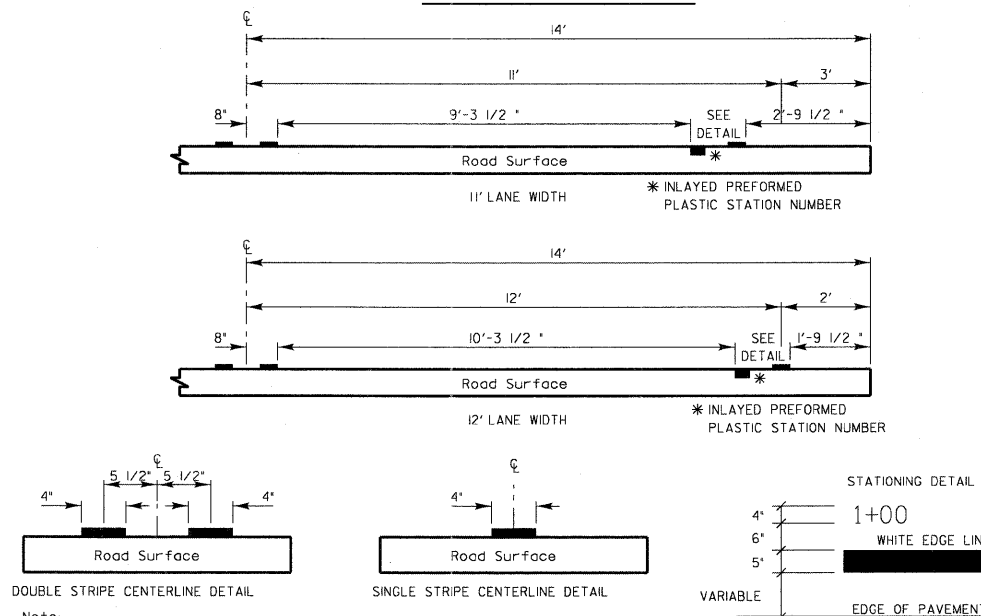 ℄
14'
11'
3'
8"
9'-3 1/2 "
SEE
DETAIL
2'-9 1/2 "
Road Surface
11' LANE WIDTH
* INLAYED PREFORMED
PLASTIC STATION NUMBER
℄
14'
12'
2'
8"
10'-3 1/2 "
SEE
DETAIL
1'-9 1/2 "
Road Surface
12' LANE WIDTH
* INLAYED PREFORMED
PLASTIC STATION NUMBER
℄
5 1/2" 5 1/2"
4" 4"
Road Surface
DOUBLE STRIPE CENTERLINE DETAIL
℄
4"
Road Surface
SINGLE STRIPE CENTERLINE DETAIL
STATIONING DETAIL
4"
1+00
6"
WHITE EDGE LIN
5"
VARIABLE
EDGE OF PAVEMENT